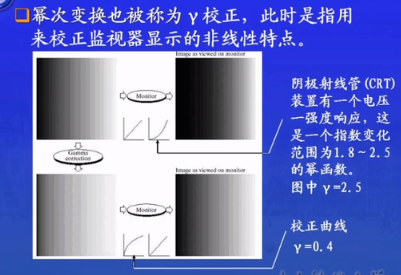 幂次变换也被称为γ校正，此时是指用
来校正监视器显示的非线性特点。
Image as viewed on monitor
Monitor
Gamma
correction
Image as viewed on monitor
Monitor
阴极射线管(CRT)
装置有一个电压
—强度响应，这
是一个指数变化
范围为1.8～2.5
的幂函数。
图中 γ=2.5
校正曲线
γ=0.4